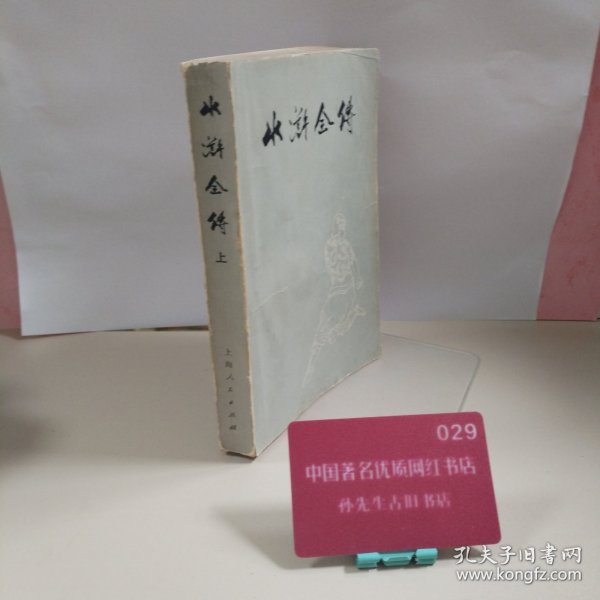 水浒全傳
上
上海人民出版社
水浒全傳
029
中国著名优质网红书店
孙先生古旧书店
孔夫子旧书网
www.kongfz.com